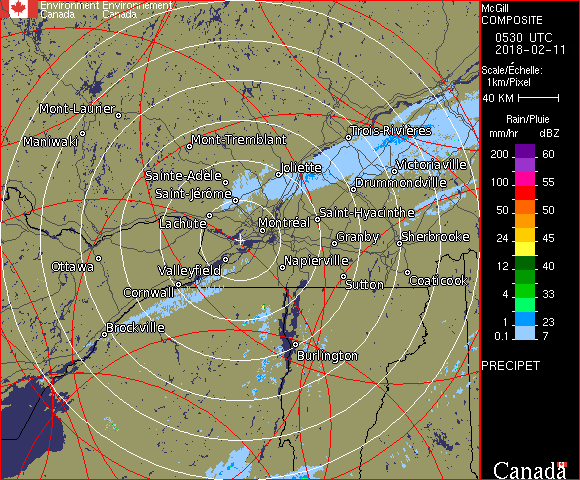 Environment Environnement
Canada Canada
McGill
COMPOSITE
0530 UTC
2018-02-11
Scale/Échelle:
1km/Pixel
40 KM
Rain/Pluie
mm/hr dBZ
200 60
100 55
50 50
24 45
12 40
4 33
1 23
0.1 7
PRECIPET
Canada
Mont-Laurier
Maniwaki
Mont-Tremblant
Trois-Rivières
Joliette
Victoriaville
Sainte-Adèle
Drummondville
Saint-Jérôme
Saint-Hyacinthe
Lachute
Montréal
Granby
Sherbrooke
Ottawa
Valleyfield
Napierville
Sutton
Coaticook
Cornwall
Brockville
Burlington